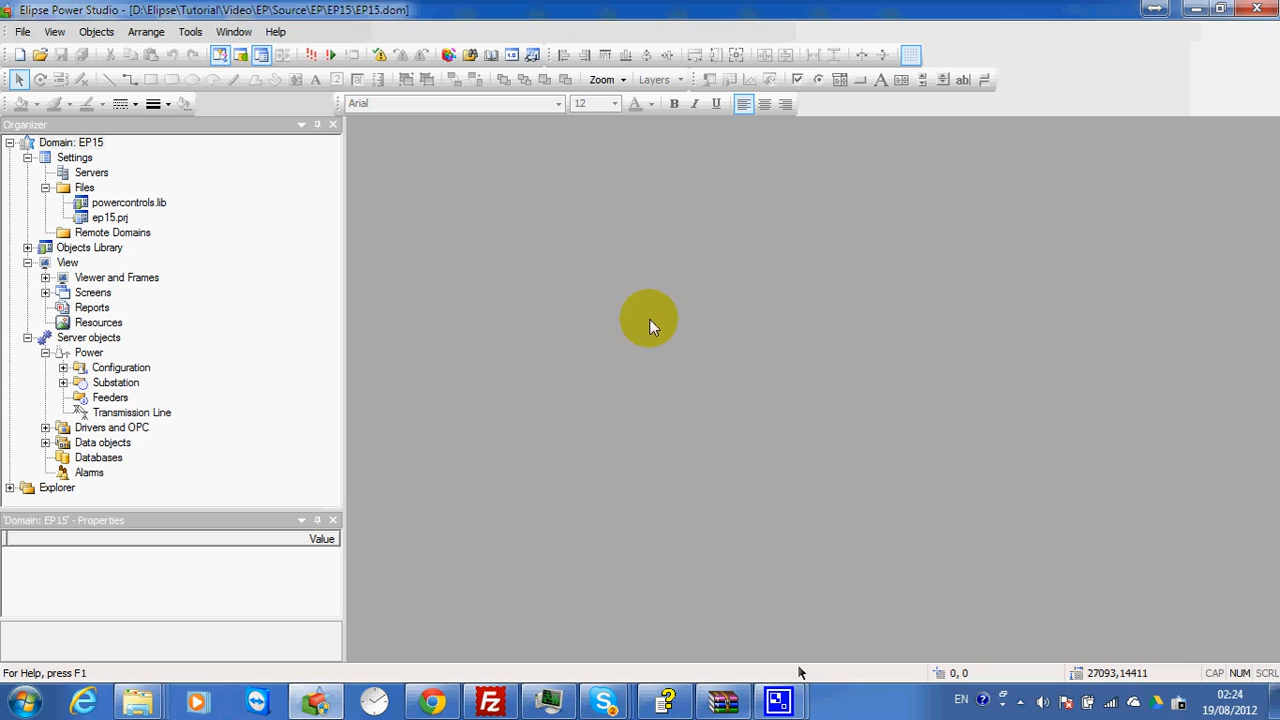 Elipse Power Studio - [D:\Elipse\Tutorial\Video\EP\Source\EP\EP15\EP15.dom]
File View Objects Arrange Tools Window Help
Zoom Layers
Arial 12 B I U
Organizer
Domain: EP15
Settings
Servers
Files
powercontrols.lib
ep15.prj
Remote Domains
Objects Library
View
Viewer and Frames
Screens
Reports
Resources
Server objects
Power
Configuration
Substation
Feeders
Transmission Line
Drivers and OPC
Data objects
Databases
Alarms
Explorer
'Domain: EP15' - Properties
Value
For Help, press F1 0, 0 27093,14411 CAP NUM SCRL
EN 02:24
19/08/2012